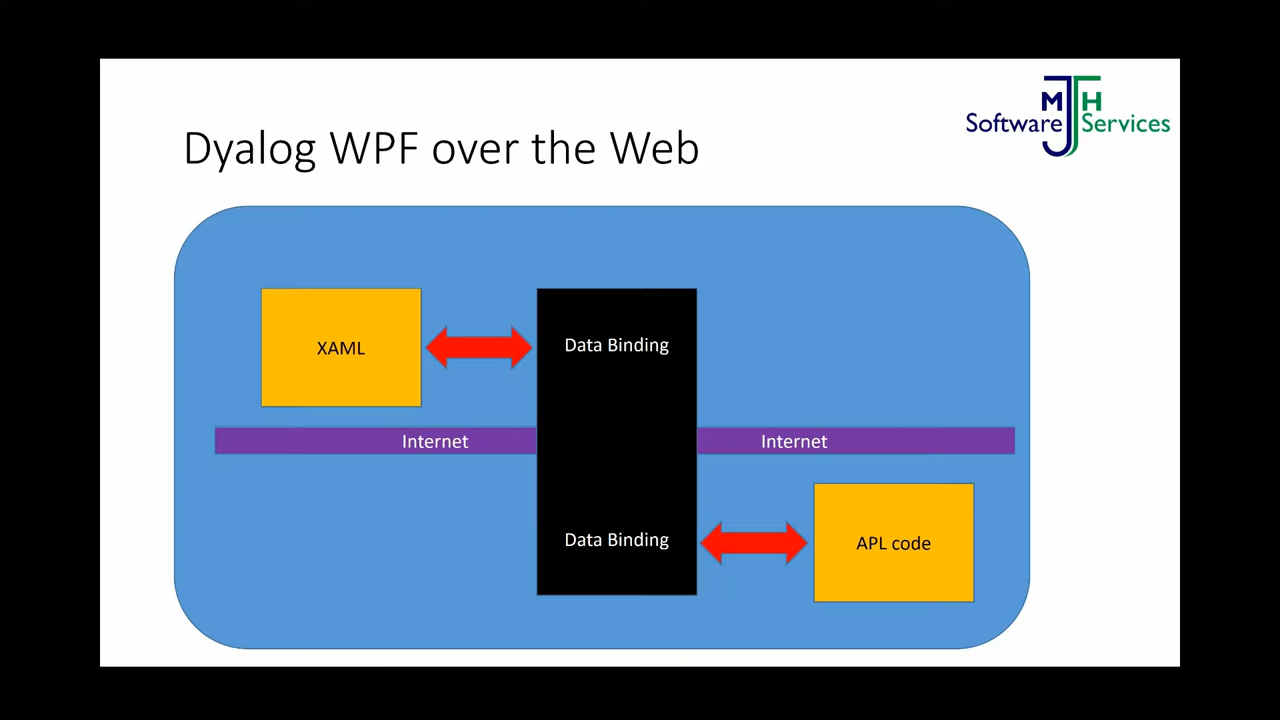 MJH
Software Services
Dyalog WPF over the Web
XAML
Data Binding
Internet
Internet
Data Binding
APL code